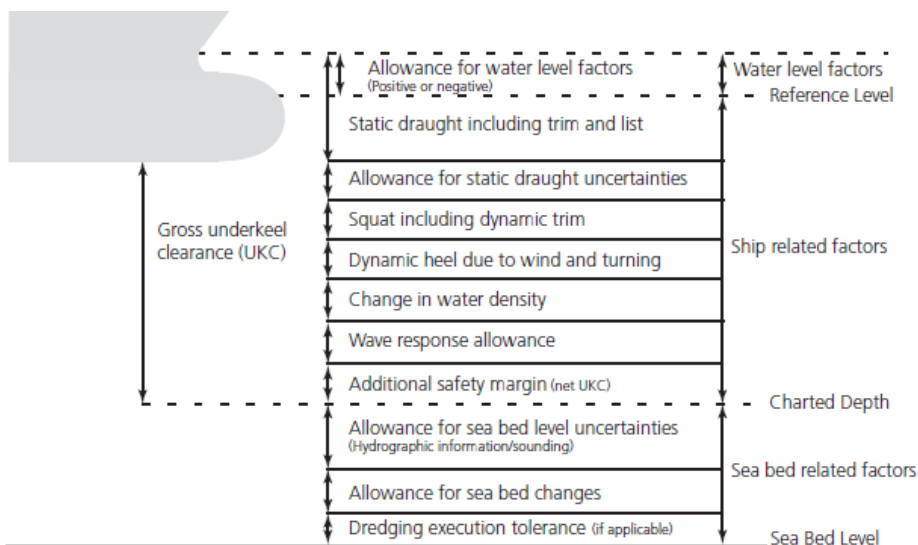 Allowance for water level factors
(Positive or negative)
Water level factors
Reference Level
Static draught including trim and list
Allowance for static draught uncertainties
Squat including dynamic trim
Gross underkeel
clearance (UKC)
Ship related factors
Dynamic heel due to wind and turning
Change in water density
Wave response allowance
Additional safety margin (net UKC)
Charted Depth
Allowance for sea bed level uncertainties
(Hydrographic information/sounding)
Sea bed related factors
Allowance for sea bed changes
Dredging execution tolerance (if applicable)
Sea Bed Level